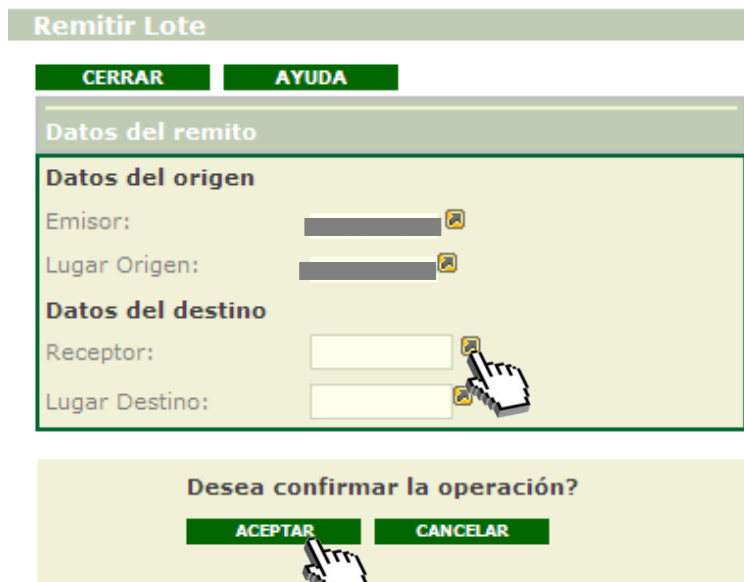 Remitir Lote
CERRAR AYUDA
Datos del remito
Datos del origen
Emisor:
Lugar Origen:
Datos del destino
Receptor:
Lugar Destino:
Desea confirmar la operación?
ACEPTAR CANCELAR